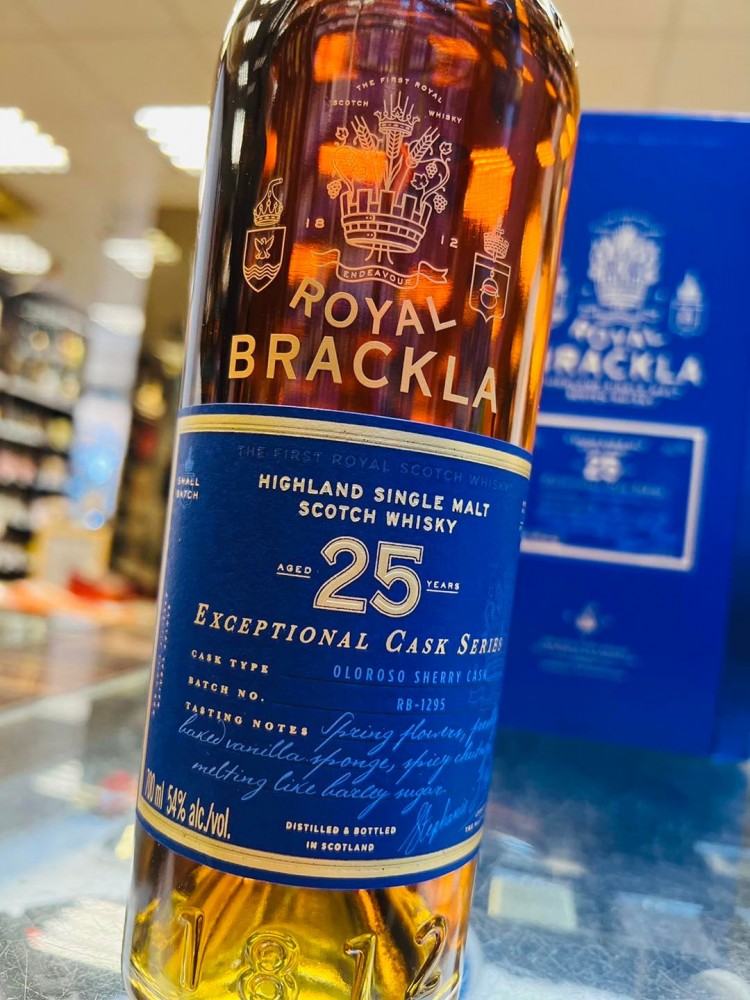 THE FIRST ROYAL
SCOTCH WHISKY
18 12
ENDEAVOUR
ROYAL
BRACKLA
THE FIRST ROYAL SCOTCH WHISKY
SMALL
BATCH
HIGHLAND SINGLE MALT
SCOTCH WHISKY
AGED 25 YEARS
EXCEPTIONAL CASK SERIES
CASK TYPE OLOROSO SHERRY CASK
BATCH NO. RB-1295
TASTING NOTES Spring flowers,
baked vanilla sponge, spicy
melting like barley sugar
700 ml 54% alc./vol.
DISTILLED & BOTTLED
IN SCOTLAND
Stephanie
1812
ROYAL
BRACKLA
25